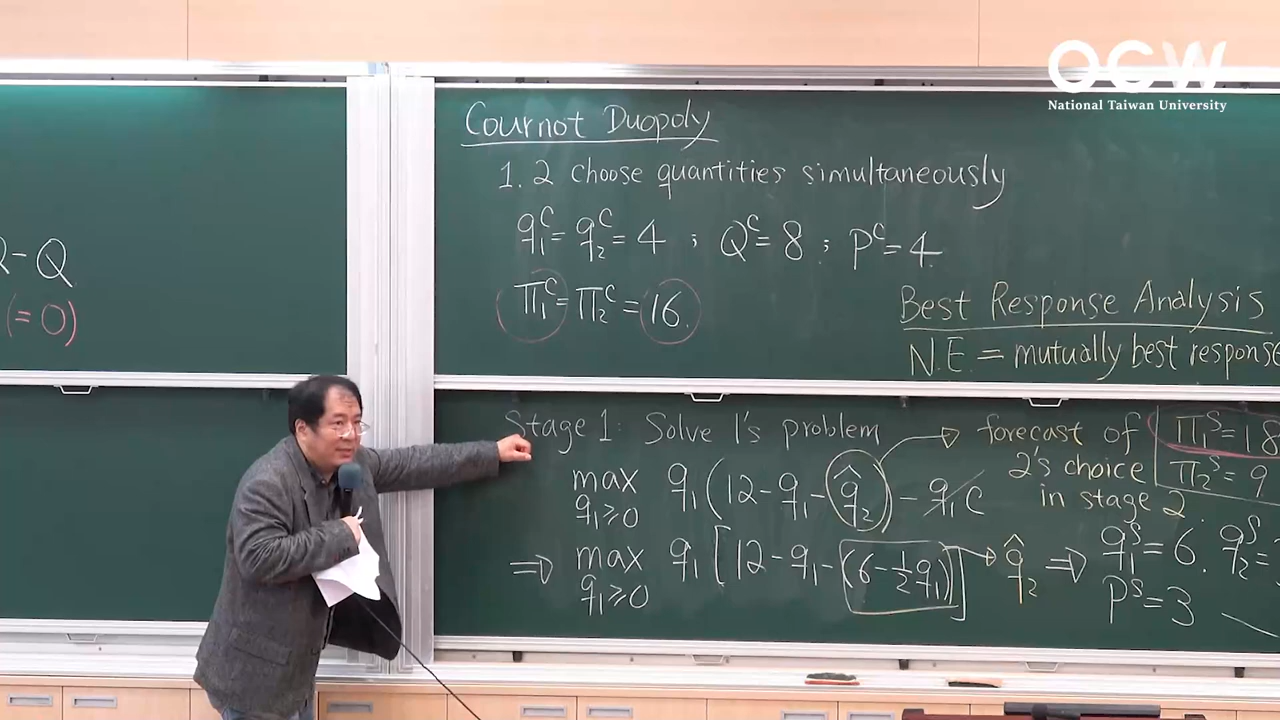 OCW
National Taiwan University
- Q
(= 0)
Cournot Duopoly
1. 2 choose quantities simultaneously
q₁ᶜ = q₂ᶜ = 4 ; Qᶜ = 8 ; Pᶜ = 4.
Π₁ᶜ = Π₂ᶜ = 16.
Best Response Analysis
N.E = mutually best response
Stage 1: Solve 1's problem
max q₁≥0 q₁(12 - q₁ - q̂₂) - q₁c
forecast of 2's choice in stage 2.
Π₁ˢ = 18
Π₂ˢ = 9
⇒ max q₁≥0 q₁[12 - q₁ - (6 - ½q₁)] → q̂₂ ⇒ q₁ˢ = 6. q₂ˢ =
Pˢ = 3